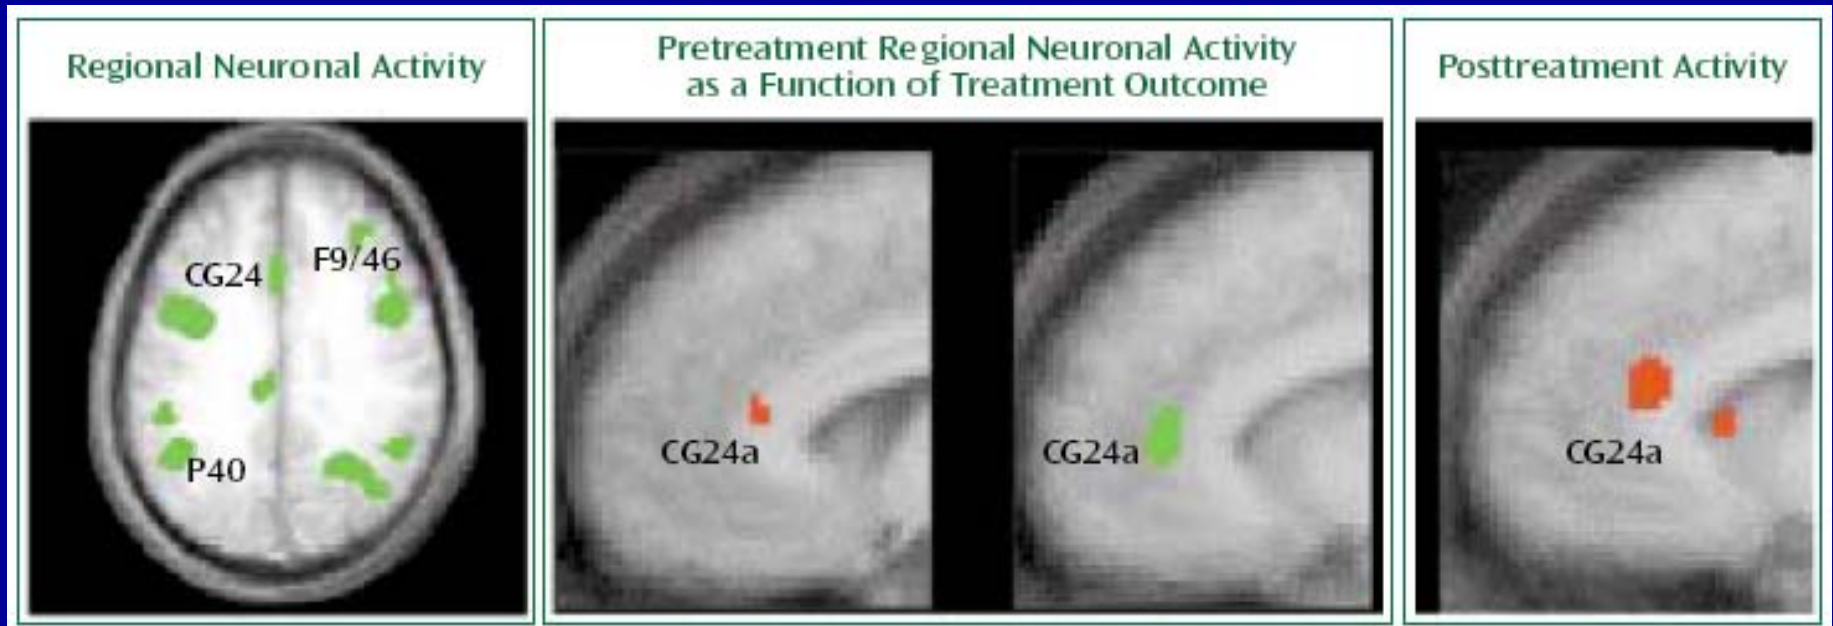 Regional Neuronal Activity
Pretreatment Regional Neuronal Activity
as a Function of Treatment Outcome
Posttreatment Activity
CG24
F9/46
P40
CG24a
CG24a
CG24a